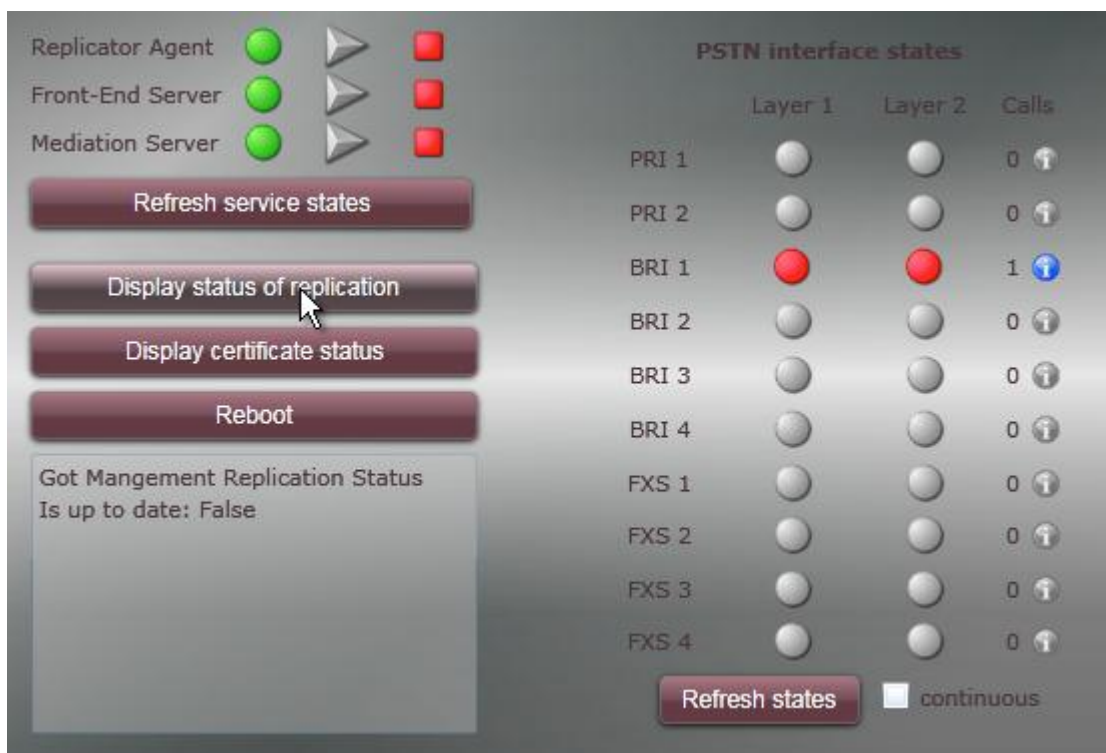 Replicator Agent
Front-End Server
Mediation Server
Refresh service states
Display status of replication
Display certificate status
Reboot
Got Mangement Replication Status
Is up to date: False
PSTN interface states
Layer 1 Layer 2 Calls
PRI 1 0 i
PRI 2 0 i
BRI 1 1 i
BRI 2 0 i
BRI 3 0 i
BRI 4 0 i
FXS 1 0 i
FXS 2 0 i
FXS 3 0 i
FXS 4 0 i
Refresh states continuous